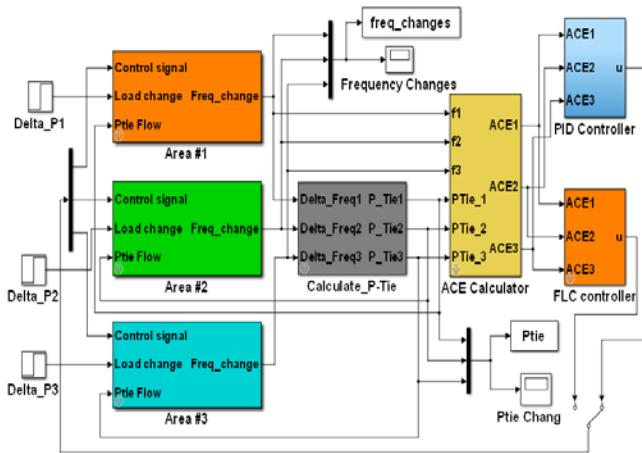 Delta_P1
Delta_P2
Delta_P3
Control signal
Load change Freq_change
Ptie Flow
Area #1
Control signal
Load change Freq_change
Ptie Flow
Area #2
Control signal
Load change Freq_change
Ptie Flow
Area #3
freq_changes
Frequency Changes
Delta_Freq1 P_Tie1
Delta_Freq2 P_Tie2
Delta_Freq3 P_Tie3
Calculate_P-Tie
f1
f2
f3
PTie_1
PTie_2
PTie_3
ACE1
ACE2
ACE3
ACE Calculator
ACE1
ACE2
ACE3
u
PID Controller
ACE1
ACE2
ACE3
u
FLC controller
Ptie
Ptie Chang